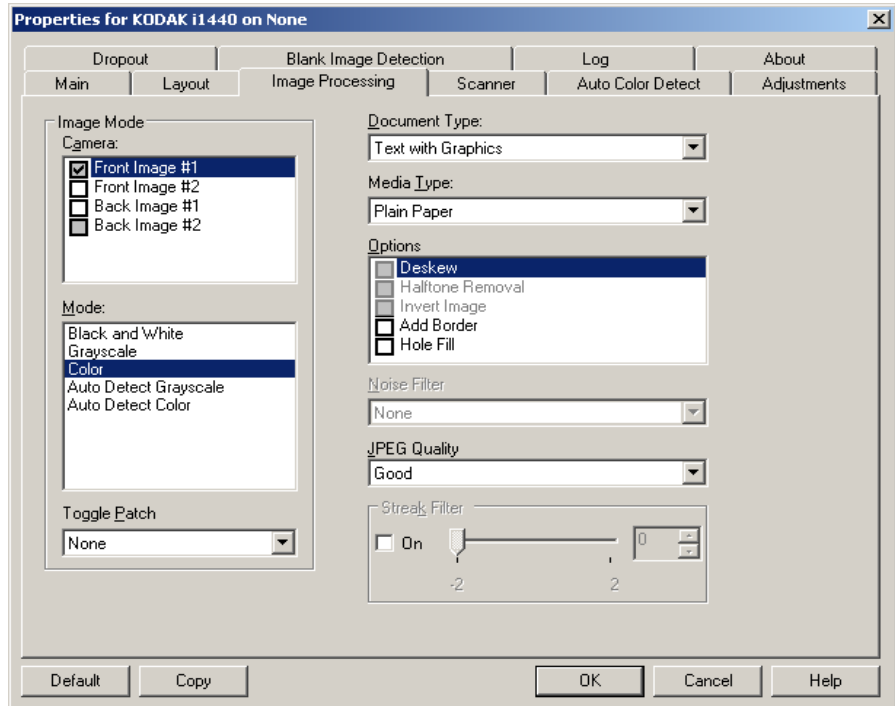 Properties for KODAK i1440 on None
Dropout
Blank Image Detection
Log
About
Main
Layout
Image Processing
Scanner
Auto Color Detect
Adjustments
Image Mode
Camera:
Front Image #1
Front Image #2
Back Image #1
Back Image #2
Mode:
Black and White
Grayscale
Color
Auto Detect Grayscale
Auto Detect Color
Toggle Patch
None
Document Type:
Text with Graphics
Media Type:
Plain Paper
Options
Deskew
Halftone Removal
Invert Image
Add Border
Hole Fill
Noise Filter
None
JPEG Quality
Good
Streak Filter
On
0
-2
2
Default
Copy
OK
Cancel
Help